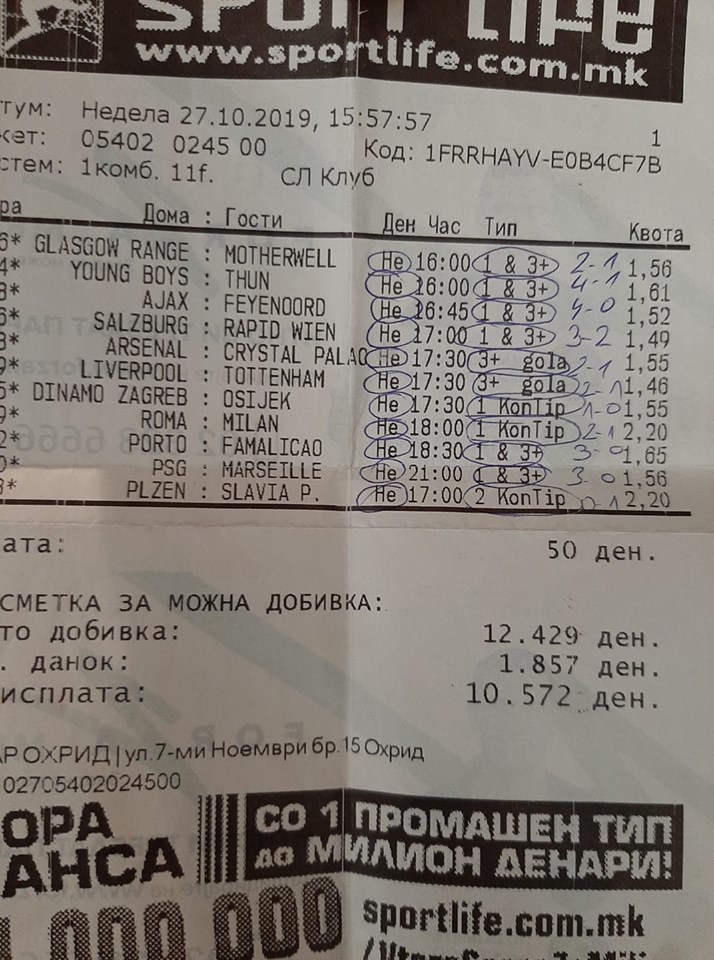 SPORT LIFE
www.sportlife.com.mk
тум: Недела 27.10.2019, 15:57:57
1
кет: 05402 0245 00 Код: 1FRRHAYV-E0B4CF7B
стем: 1комб. 11f. СЛ Клуб
ра Дома : Гости Ден Час Тип Квота
6* GLASGOW RANGE : MOTHERWELL Не 16:00 1 & 3+ 2-1 1,56
4* YOUNG BOYS : THUN Не 16:00 1 & 3+ 4-1 1,61
8* AJAX : FEYENOORD Не 16:45 1 & 3+ 4-0 1,52
6* SALZBURG : RAPID WIEN Не 17:00 1 & 3+ 3-2 1,49
8* ARSENAL : CRYSTAL PALAC Не 17:30 3+ gola 2-1 1,55
9* LIVERPOOL : TOTTENHAM Не 17:30 3+ gola 2-1 1,46
5* DINAMO ZAGREB : OSIJEK Не 17:30 1 KonTip 1-0 1,55
9* ROMA : MILAN Не 18:00 1 KonTip 2-1 2,20
2* PORTO : FAMALICAO Не 18:30 1 & 3+ 3-0 1,65
0* PSG : MARSEILLE Не 21:00 1 & 3+ 3-0 1,56
8* PLZEN : SLAVIA P. Не 17:00 2 KonTip 0-1 2,20
ата: 50 ден.
СМЕТКА ЗА МОЖНА ДОБИВКА:
то добивка: 12.429 ден.
. данок: 1.857 ден.
исплата: 10.572 ден.
АР ОХРИД|ул.7-ми Ноември бр.15 Охрид
02705402024500
ОРА
АНСА
СО 1 ПРОМАШЕН ТИП
до МИЛИОН ДЕНАРИ!
1 000 000
sportlife.com.mk